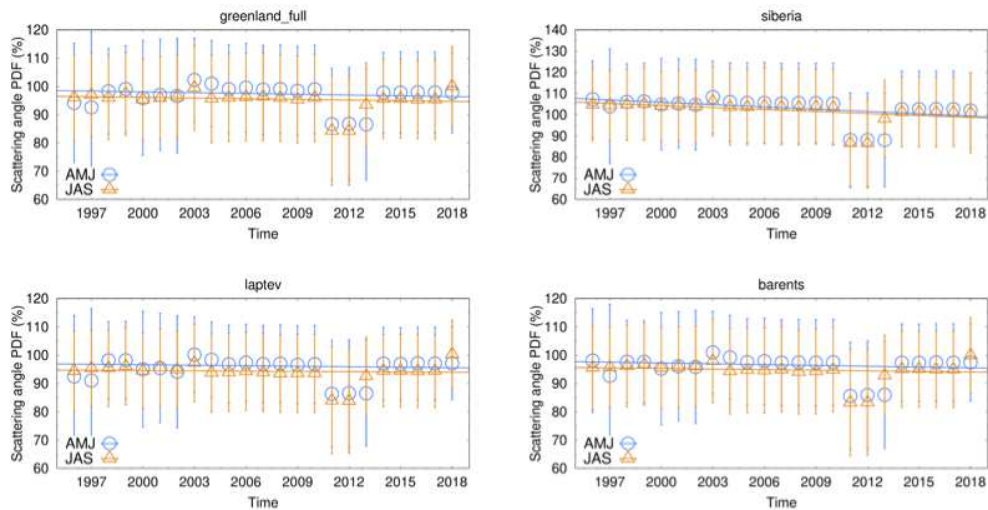 greenland_full
Scattering angle PDF (%)
120
110
100
90
80
70
60
AMJ
JAS
1997 2000 2003 2006 2009 2012 2015 2018
Time
siberia
Scattering angle PDF (%)
140
130
120
110
100
90
80
70
60
AMJ
JAS
1997 2000 2003 2006 2009 2012 2015 2018
Time
laptev
Scattering angle PDF (%)
120
110
100
90
80
70
60
AMJ
JAS
1997 2000 2003 2006 2009 2012 2015 2018
Time
barents
Scattering angle PDF (%)
120
110
100
90
80
70
60
AMJ
JAS
1997 2000 2003 2006 2009 2012 2015 2018
Time